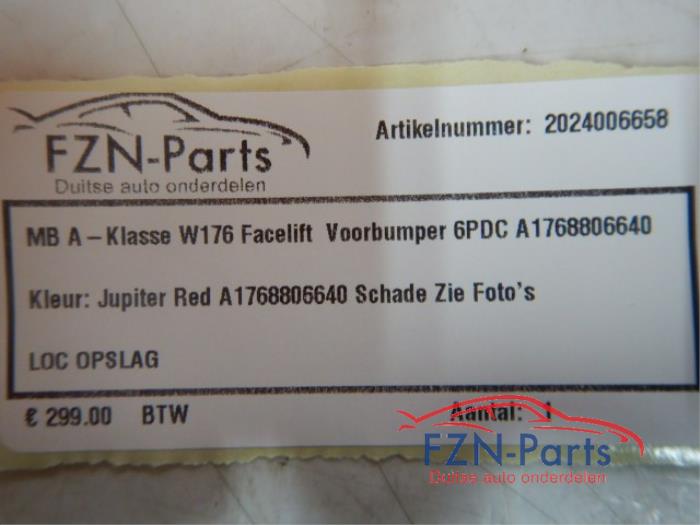 FZN-Parts
Duitse auto onderdelen
Artikelnummer: 2024006658
MB A – Klasse W176 Facelift Voorbumper 6PDC A1768806640
Kleur: Jupiter Red A1768806640 Schade Zie Foto's
LOC OPSLAG
€ 299.00 BTW
Aantal: 1
FZN-Parts
Duitse auto onderdelen